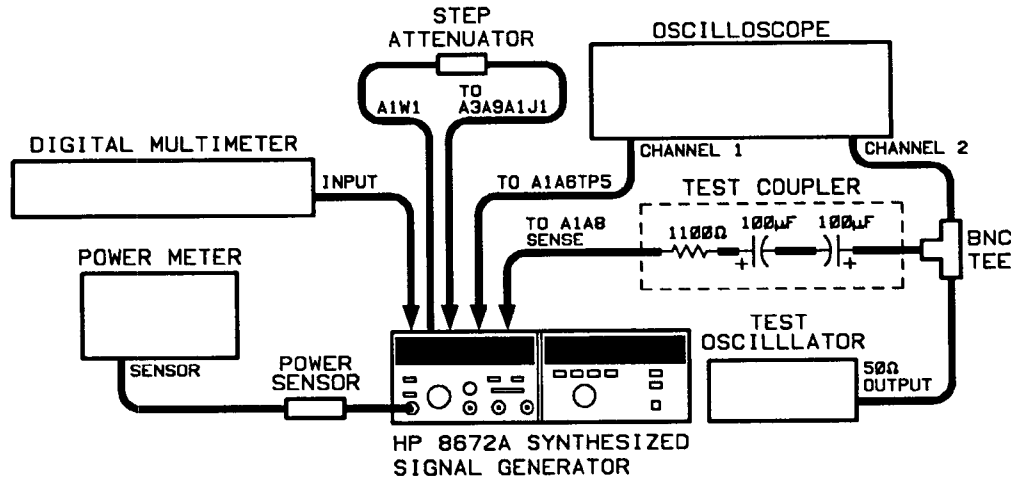 STEP
ATTENUATOR
OSCILLOSCOPE
A1W1
TO
A3A9A1J1
DIGITAL MULTIMETER
CHANNEL 1
CHANNEL 2
INPUT
TO A1A6TP5
TEST COUPLER
TO A1A8
SENSE
1100Ω
100µF
100µF
+
+
BNC
TEE
POWER METER
TEST
OSCILLLATOR
SENSOR
POWER
SENSOR
50Ω
OUTPUT
HP 8672A SYNTHESIZED
SIGNAL GENERATOR